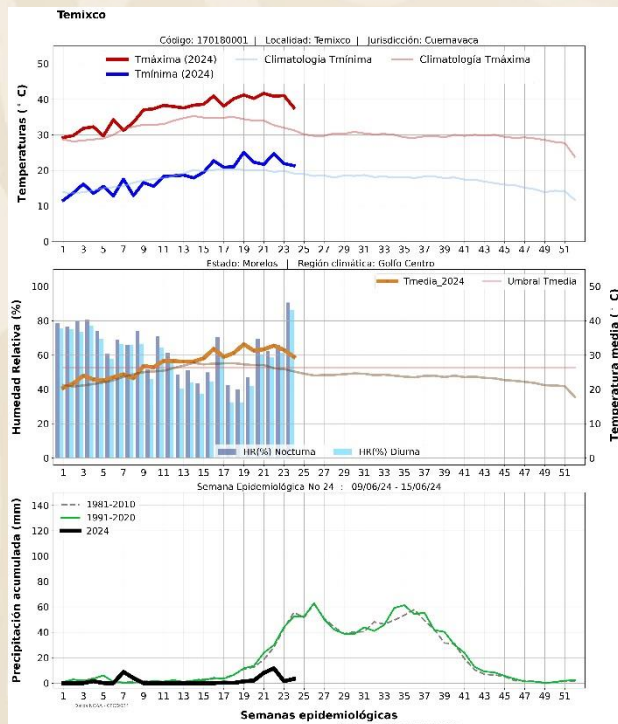 Temixco
Código: 170180001 | Localidad: Temixco | Jurisdicción: Cuernavaca
Tmáxima (2024) Climatología Tmínima Climatología Tmáxima
Tmínima (2024)
Temperaturas (° C)
50
40
30
20
10
0
1 3 5 7 9 11 13 15 17 19 21 23 25 27 29 31 33 35 37 39 41 43 45 47 49 51
Estado: Morelos | Región climática: Golfo Centro
Tmedia_2024 Umbral Tmedia
Humedad Relativa (%)
100
80
60
40
20
0
Temperatura media (° C)
50
40
30
20
10
0
HR(%) Nocturna HR(%) Diurna
1 3 5 7 9 11 13 15 17 19 21 23 25 27 29 31 33 35 37 39 41 43 45 47 49 51
Semana Epidemiológica No 24 : 09/06/24 - 15/06/24
1981-2010
1991-2020
2024
Precipitación acumulada (mm)
140
120
100
80
60
40
20
0
1 3 5 7 9 11 13 15 17 19 21 23 25 27 29 31 33 35 37 39 41 43 45 47 49 51
Semanas epidemiológicas